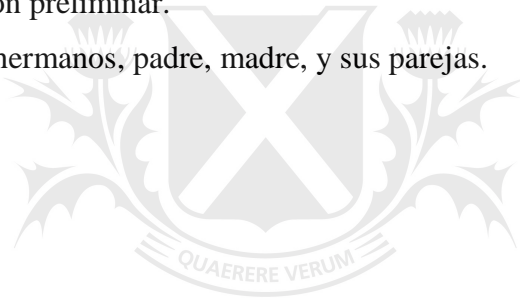 ón preliminar.
hermanos, padre, madre, y sus parejas.
QUAERERE VERUM